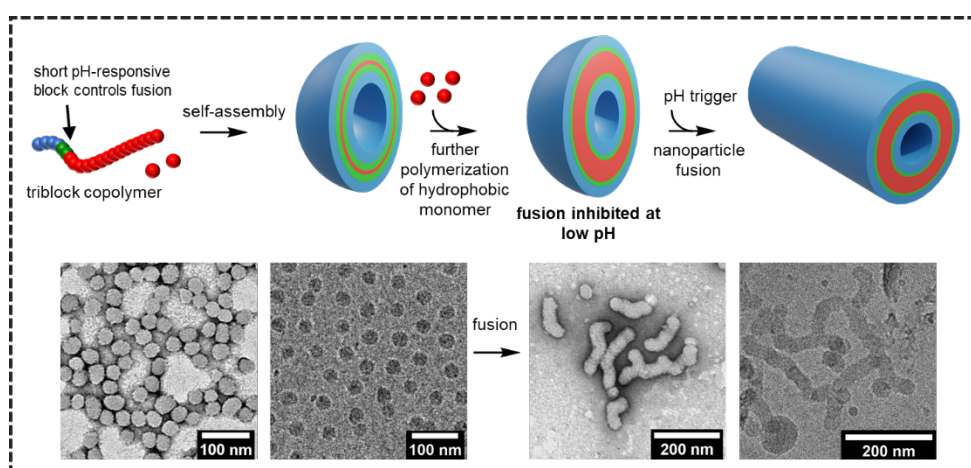 short pH-responsive
block controls fusion
triblock copolymer
self-assembly
further
polymerization
of hydrophobic
monomer
fusion inhibited at
low pH
pH trigger
nanoparticle
fusion
100 nm
100 nm
fusion
200 nm
200 nm